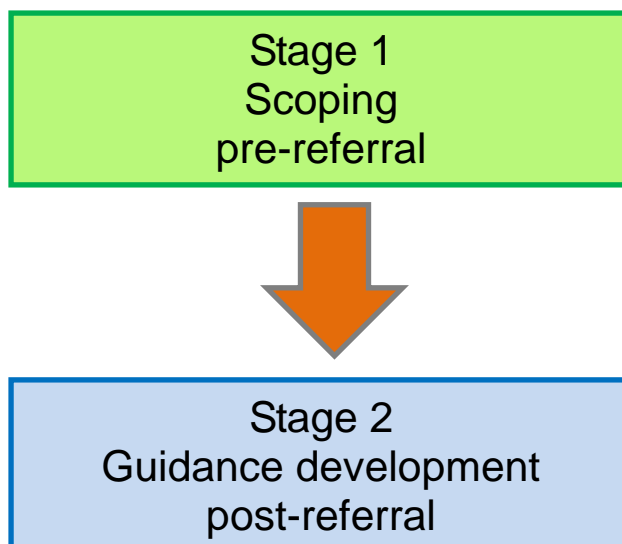 Stage 1
Scoping
pre-referral
Stage 2
Guidance development
post-referral